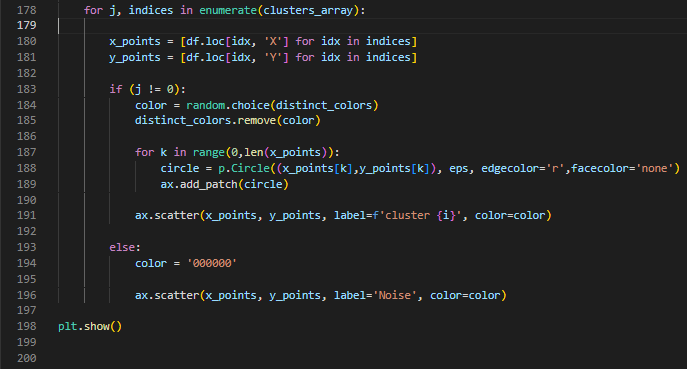 178 for j, indices in enumerate(clusters_array):
179
180 x_points = [df.loc[idx, 'X'] for idx in indices]
181 y_points = [df.loc[idx, 'Y'] for idx in indices]
182
183 if (j != 0):
184 color = random.choice(distinct_colors)
185 distinct_colors.remove(color)
186
187 for k in range(0,len(x_points)):
188 circle = p.Circle((x_points[k],y_points[k]), eps, edgecolor='r',facecolor='none')
189 ax.add_patch(circle)
190
191 ax.scatter(x_points, y_points, label=f'cluster {i}', color=color)
192
193 else:
194 color = '000000'
195
196 ax.scatter(x_points, y_points, label='Noise', color=color)
197
198 plt.show()
199
200